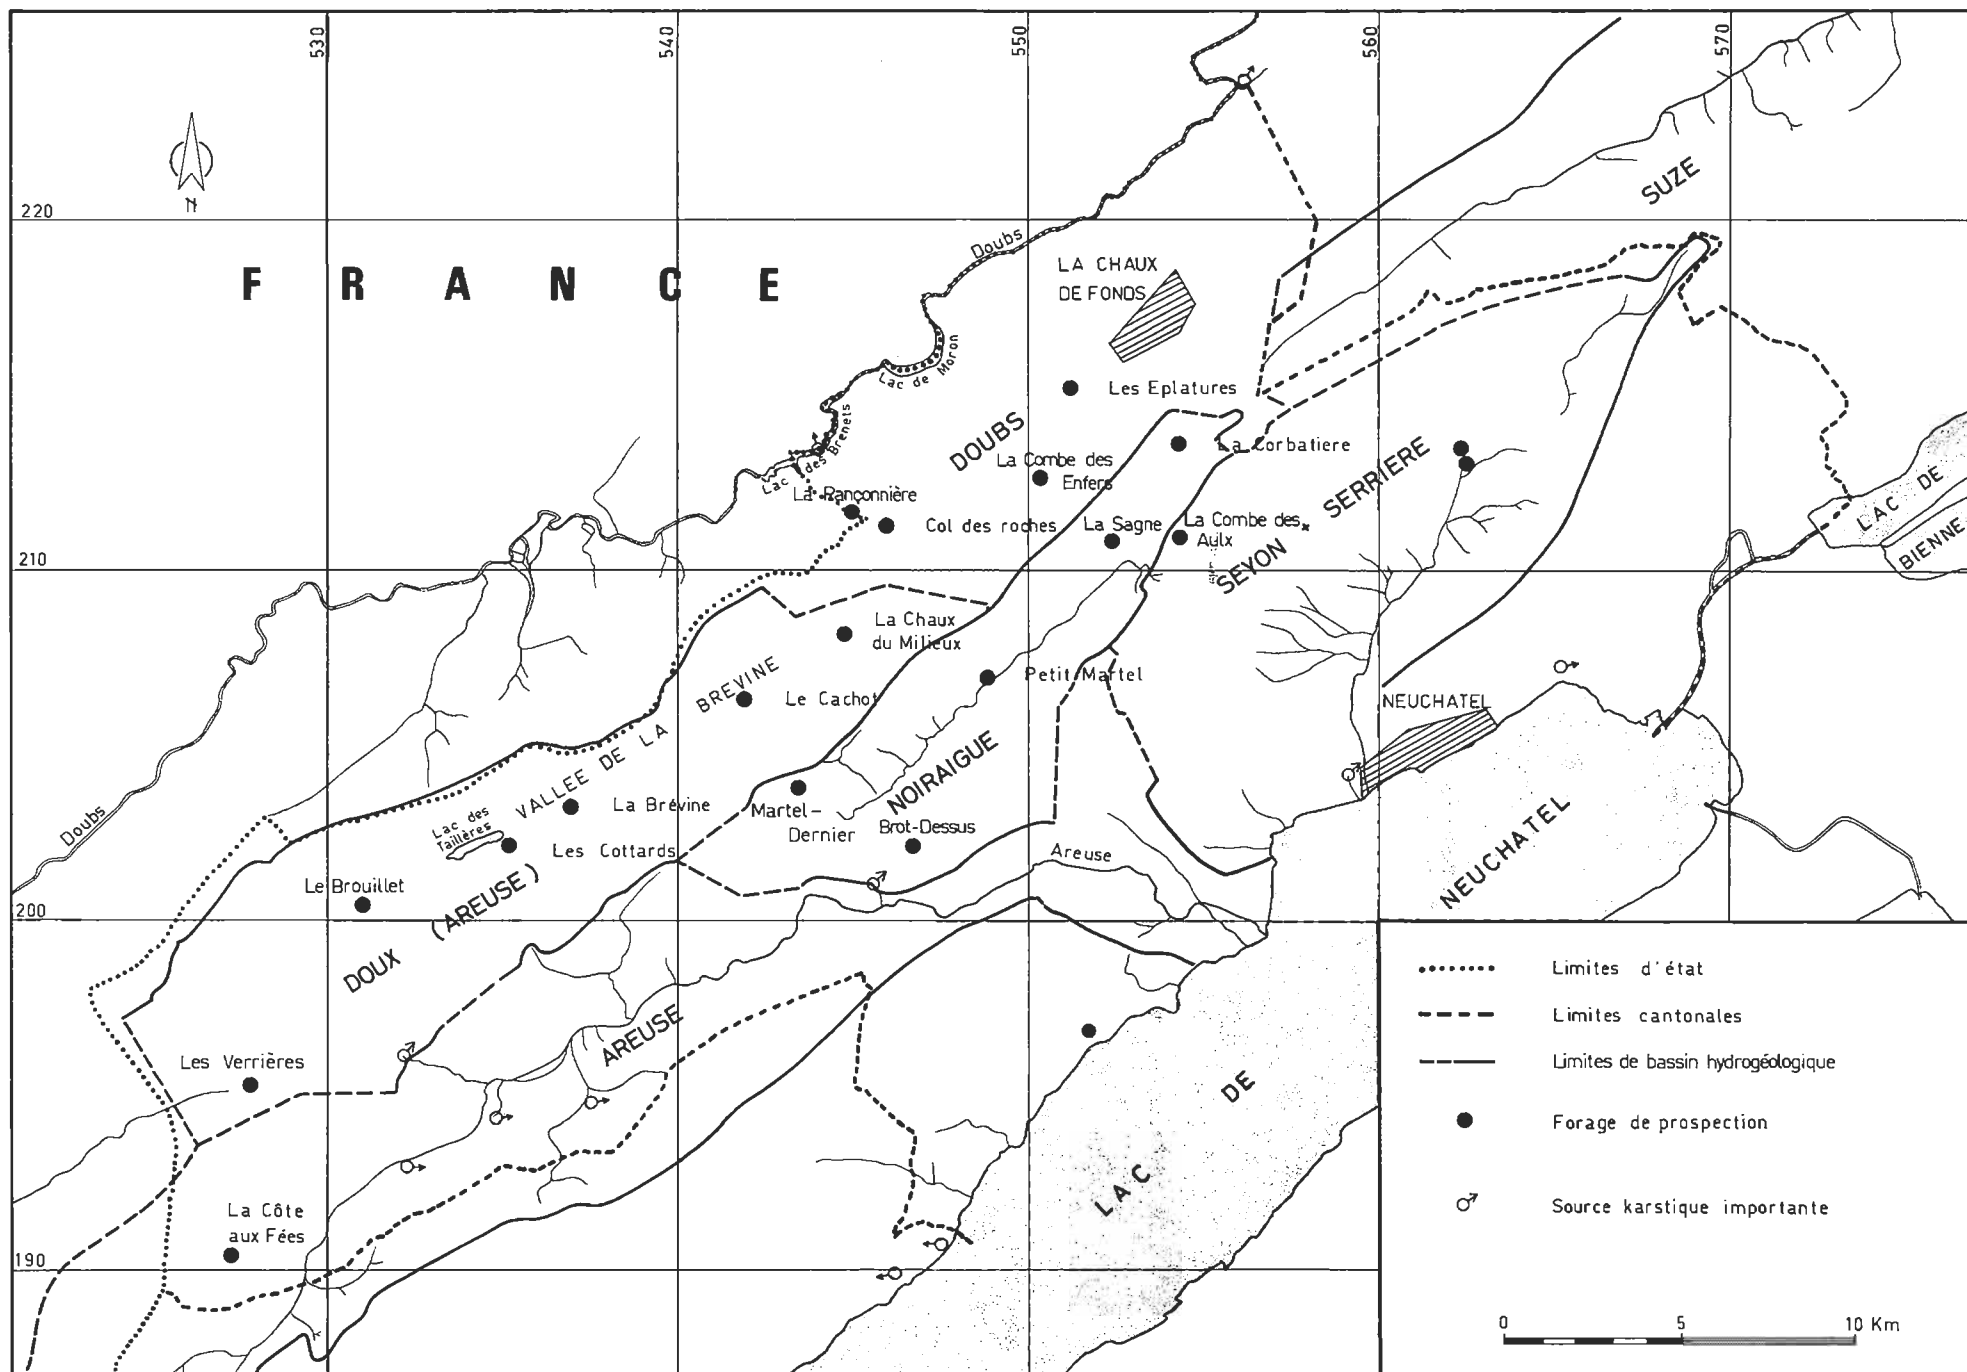 530
540
550
560
570
220
210
200
190
N
FRANCE
SUZE
Doubs
LA CHAUX
DE FONDS
Lac de Moron
Lac des Brenets
Les Eplatures
DOUBS
La Corbatiere
La Combe des
Enfers
SERRIERE
La Rançonnière
Col des roches
La Sagne
La Combe des
Aulx
SEYON
LAC DE
BIENNE
La Chaux
du Milieux
Petit Martel
BREVINE
VALLEE DE LA
Le Cachot
NEUCHATEL
Doubs
NOIRAIGUE
La Brévine
Lac des
Taillères
Les Cottards
Martel-
Dernier
Brot-Dessus
Areuse
NEUCHATEL
Le Brouillet
DOUX (AREUSE)
AREUSE
Les Verrières
La Côte
aux Fées
LAC
DE
Limites d'état
Limites cantonales
Limites de bassin hydrogéologique
Forage de prospection
Source karstique importante
0 5 10 Km